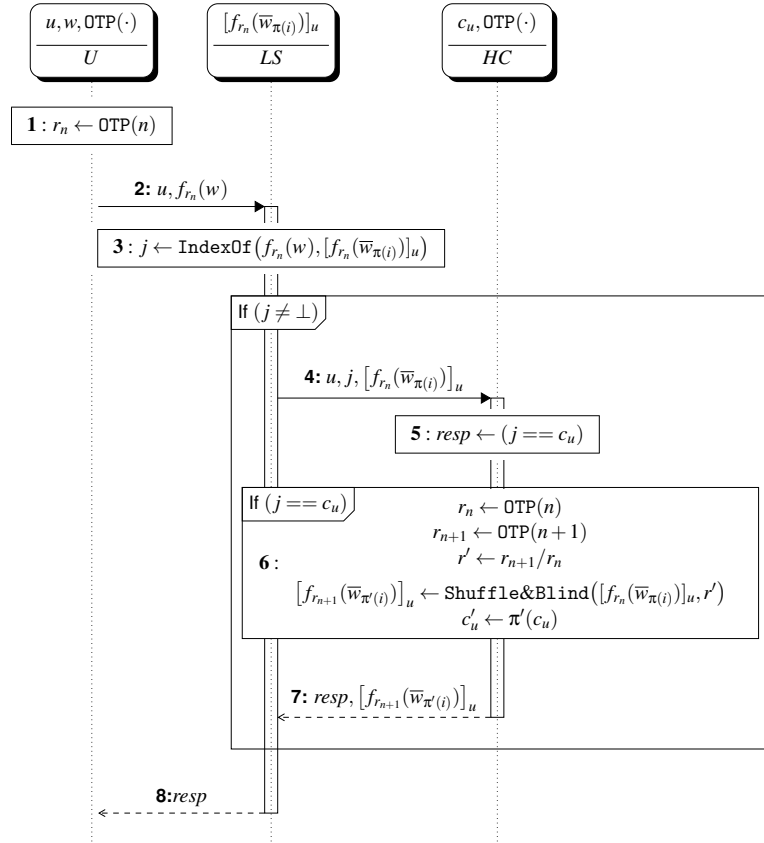 u, w, OTP(·)
U
[f_{r_n}(w̅_{π(i)})]_u
LS
c_u, OTP(·)
HC
1 : r_n ← OTP(n)
2: u, f_{r_n}(w)
3 : j ← IndexOf(f_{r_n}(w), [f_{r_n}(w̅_{π(i)})]_u)
If (j ≠ ⊥)
4: u, j, [f_{r_n}(w̅_{π(i)})]_u
5 : resp ← (j == c_u)
If (j == c_u)
r_n ← OTP(n)
r_{n+1} ← OTP(n+1)
6 : r′ ← r_{n+1}/r_n
[f_{r_{n+1}}(w̅_{π′(i)})]_u ← Shuffle&Blind([f_{r_n}(w̅_{π(i)})]_u, r′)
c′_u ← π′(c_u)
7: resp, [f_{r_{n+1}}(w̅_{π′(i)})]_u
8:resp